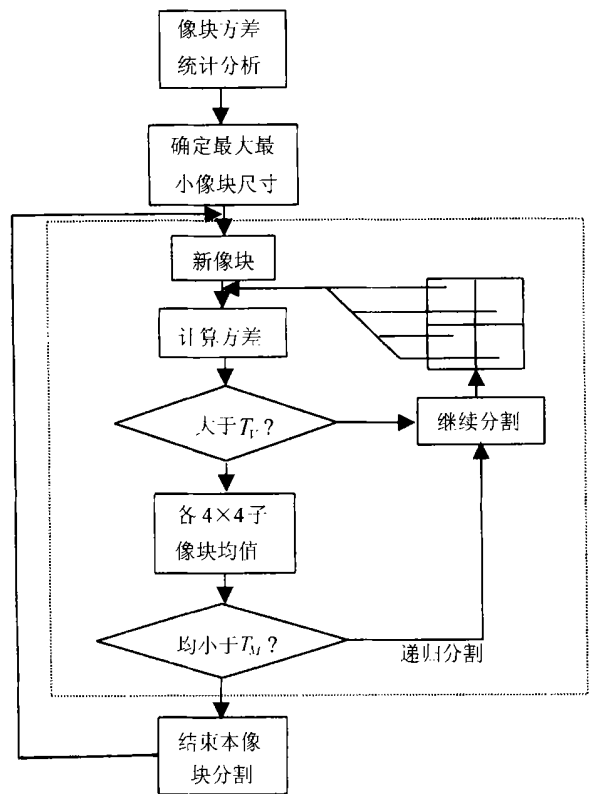 像块方差
统计分析
确定最大最
小像块尺寸
新像块
计算方差
大于T_V?
继续分割
各4×4子
像块均值
均小于T_M?
递归分割
结束本像
块分割